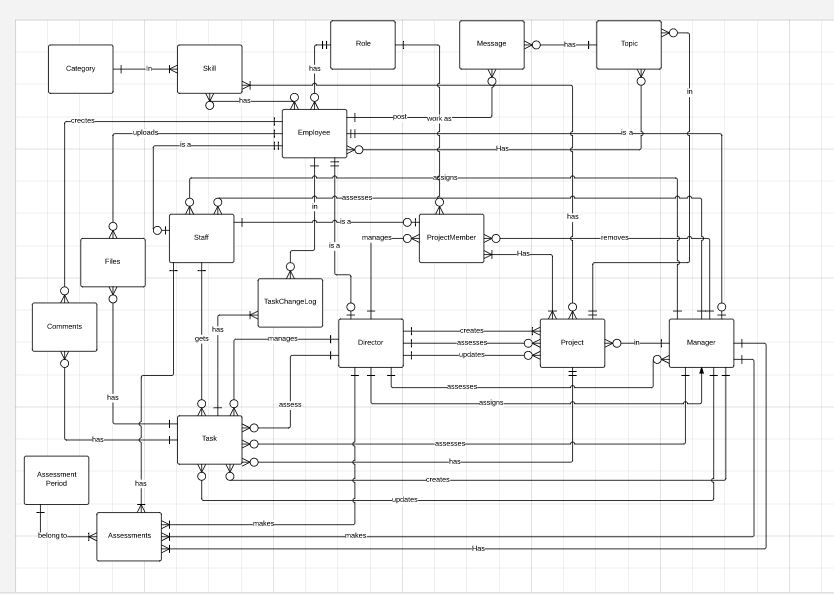 Role
Message
has
Topic
Category
in
Skill
has
in
has
creates
Employee
post
work as
uploads
is a
is a
Has
assigns
assesses
in
has
Staff
is a
manages
ProjectMember
removes
is a
Has
Files
TaskChangeLog
Comments
has
gets
manages
Director
creates
assesses
updates
Project
in
Manager
assesses
has
assess
assigns
Task
has
assesses
has
Assessment
Period
has
creates
updates
belong to
Assessments
makes
makes
Has